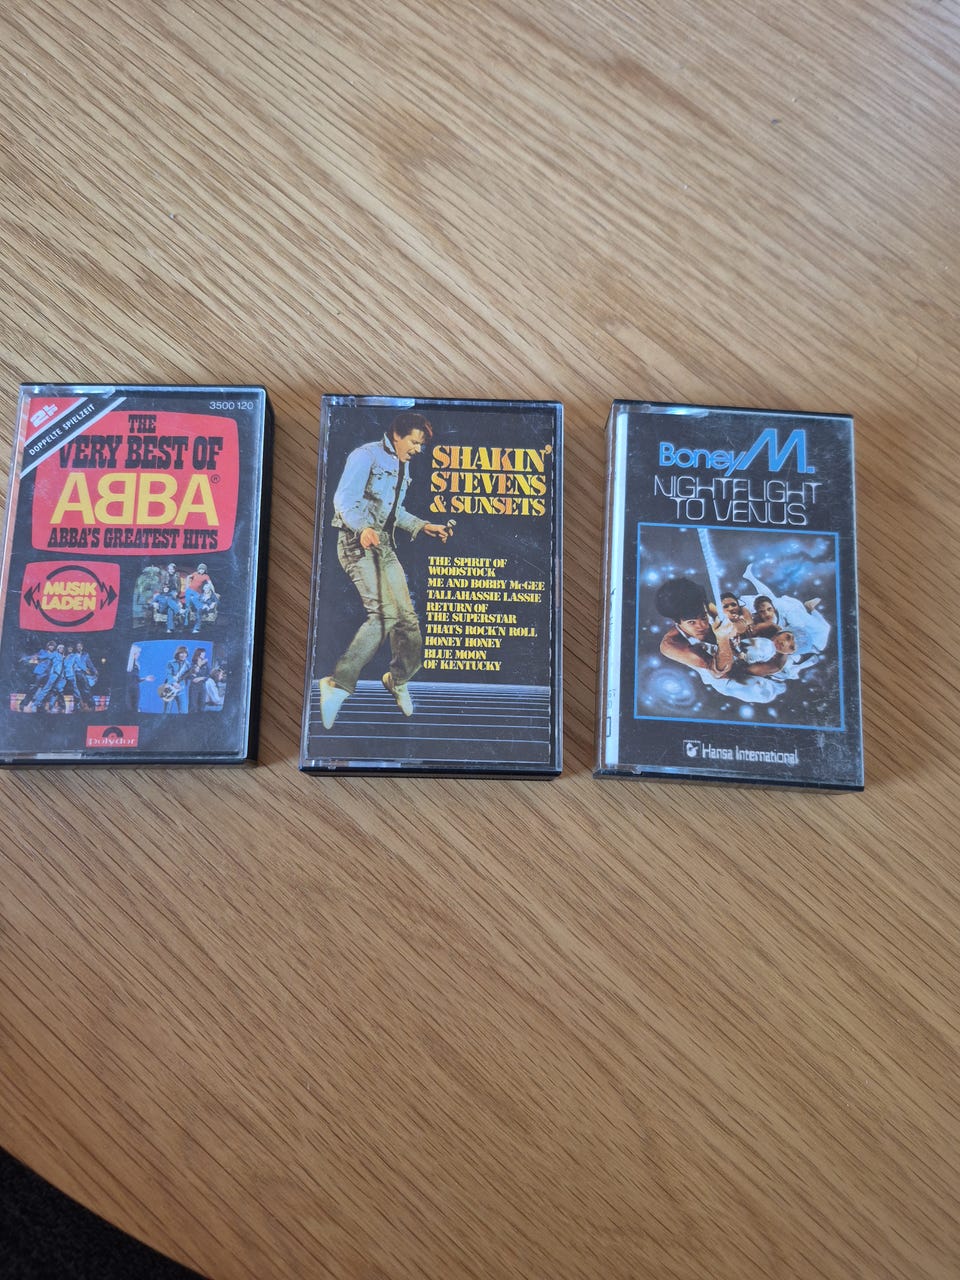 2LP
DOPPELTE SPIELZEIT
3500 120
THE
VERY BEST OF
ABBA®
ABBA'S GREATEST HITS
MUSIK
LADEN
Polydor
SHAKIN'
STEVENS
& SUNSETS
THE SPIRIT OF
WOODSTOCK
ME AND BOBBY McGEE
TALLAHASSIE LASSIE
RETURN OF
THE SUPERSTAR
THAT'S ROCK'N ROLL
HONEY HONEY
BLUE MOON
OF KENTUCKY
Boney M.
NIGHTFLIGHT
TO VENUS
Hansa International